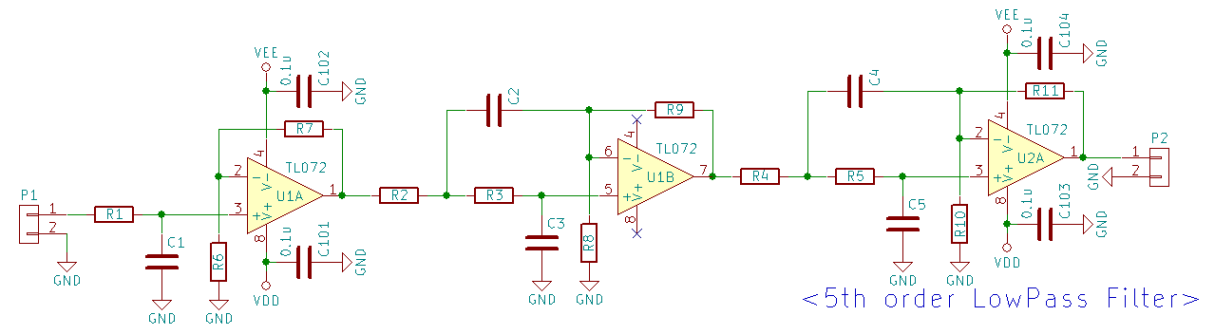 VEE
0.1u
C102
GND
R7
2
4
TL072
1
U1A
V-
V+
3
8
P1
1
2
GND
R1
C1
GND
R6
GND
0.1u
C101
GND
VDD
R2
C2
R3
C3
GND
R9
6
4
TL072
7
U1B
V-
V+
5
8
R8
GND
R4
C4
R5
C5
GND
VEE
0.1u
C104
GND
R11
2
4
TL072
1
U2A
V-
V+
3
8
R10
GND
0.1u
C103
GND
VDD
P2
1
2
GND
<5th order LowPass Filter>